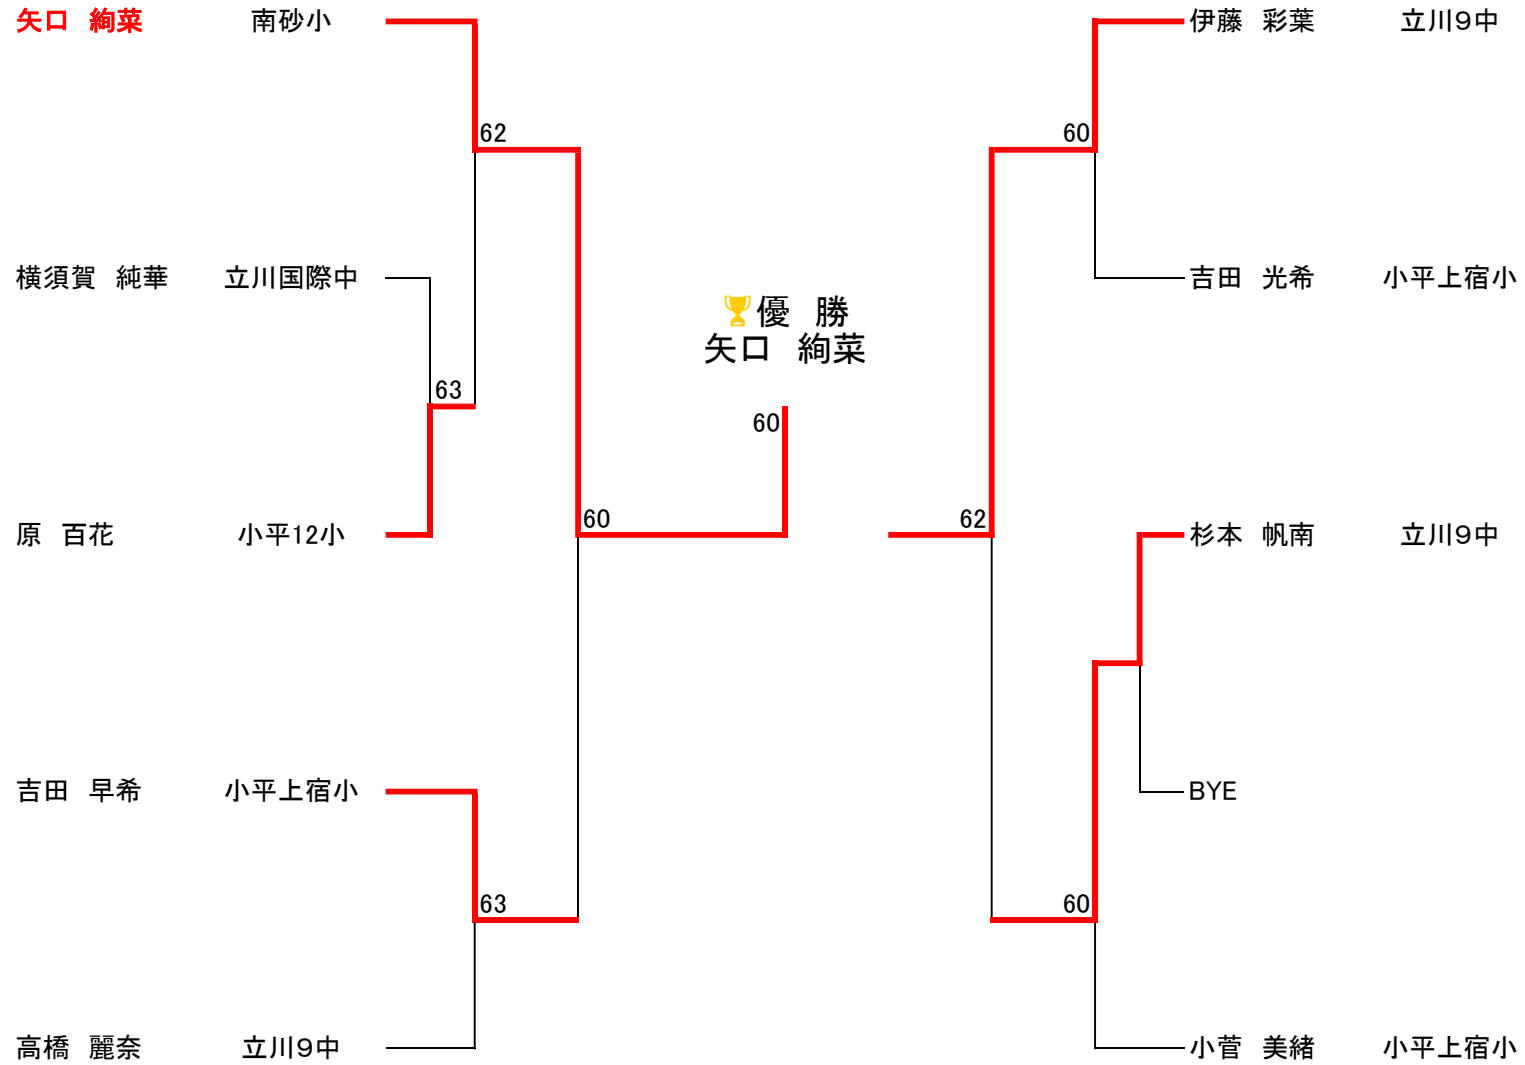 矢口　絢菜　南砂小
62
横須賀　純華　立川国際中
63
原　百花　小平12小
60
吉田　早希　小平上宿小
63
高橋　麗奈　立川９中
優　勝
矢口　絢菜
60
伊藤　彩葉　立川９中
60
吉田　光希　小平上宿小
62
杉本　帆南　立川９中
BYE
60
小菅　美緒　小平上宿小